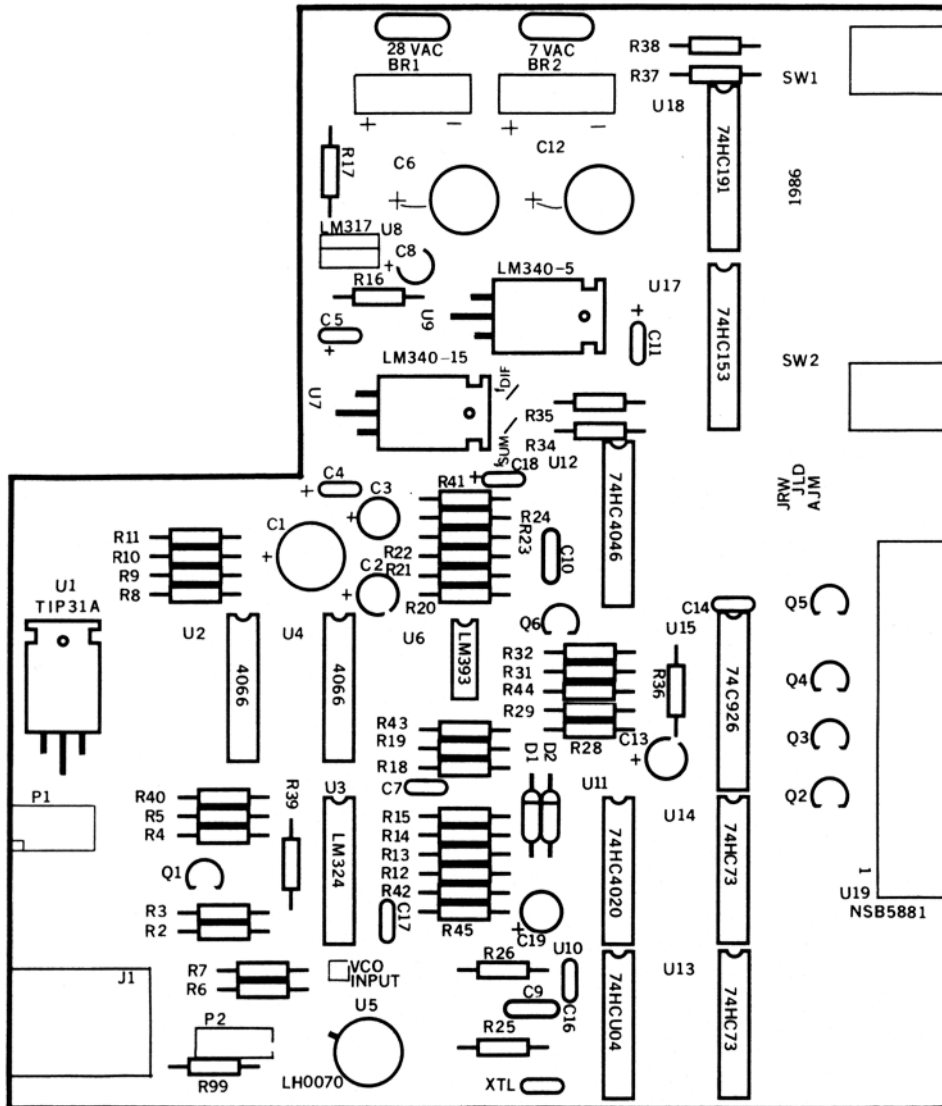 28 VAC
BR1
7 VAC
BR2
R38
R37
SW1
U18
+
−
+
−
74HC191
1986
R17
C6
+
C12
+
LM317
U8
C8
+
R16
LM340-5
U17
74HC153
C5
+
U9
+
C11
SW2
LM340-15
U7
DIF
SUM
R35
R34
U12
C18
+
C4
+
C3
+
R41
74HC4046
JRW
JLD
AJM
R11
R10
R9
R8
C1
+
C2
+
R24
R23
R22
R21
R20
C10
U1
TIP31A
U2
4066
U4
4066
U6
LM393
Q6
U15
C14
74C926
Q5
R32
R31
R44
R29
R28
R36
Q4
R43
R19
R18
C13
+
Q3
D1
D2
C7
Q2
P1
R40
R5
R4
R39
U3
LM324
U11
74HC4020
U14
74HC73
R15
R14
R13
R12
R42
R45
Q1
R3
R2
C17
C19
+
1
U19
NSB5881
J1
R7
R6
VCO
INPUT
R26
U10
74HCU04
U13
74HC73
C9
C16
P2
R99
U5
LH0070
R25
XTL